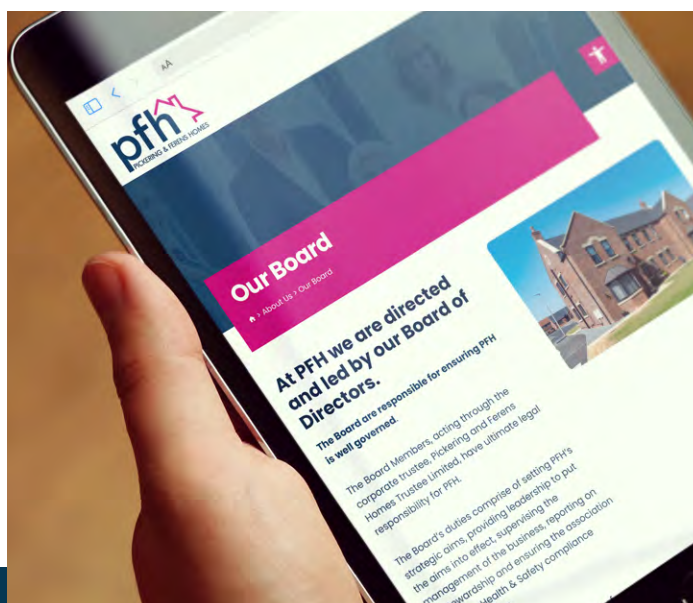 AA
pfh
PICKERING & FERENS HOMES
Our Board
> About Us > Our Board
At PFH we are directed
and led by our Board of
Directors.
The Board are responsible for ensuring PFH
is well governed.
The Board Members, acting through the
corporate trustee, Pickering and Ferens
Homes Trustee Limited, have ultimate legal
responsibility for PFH.
The Board's duties comprise of setting PFH's
strategic aims, providing leadership to put
the aims into effect, supervising the
management of the business, reporting on
ewardship and ensuring the association
Health & Safety compliance